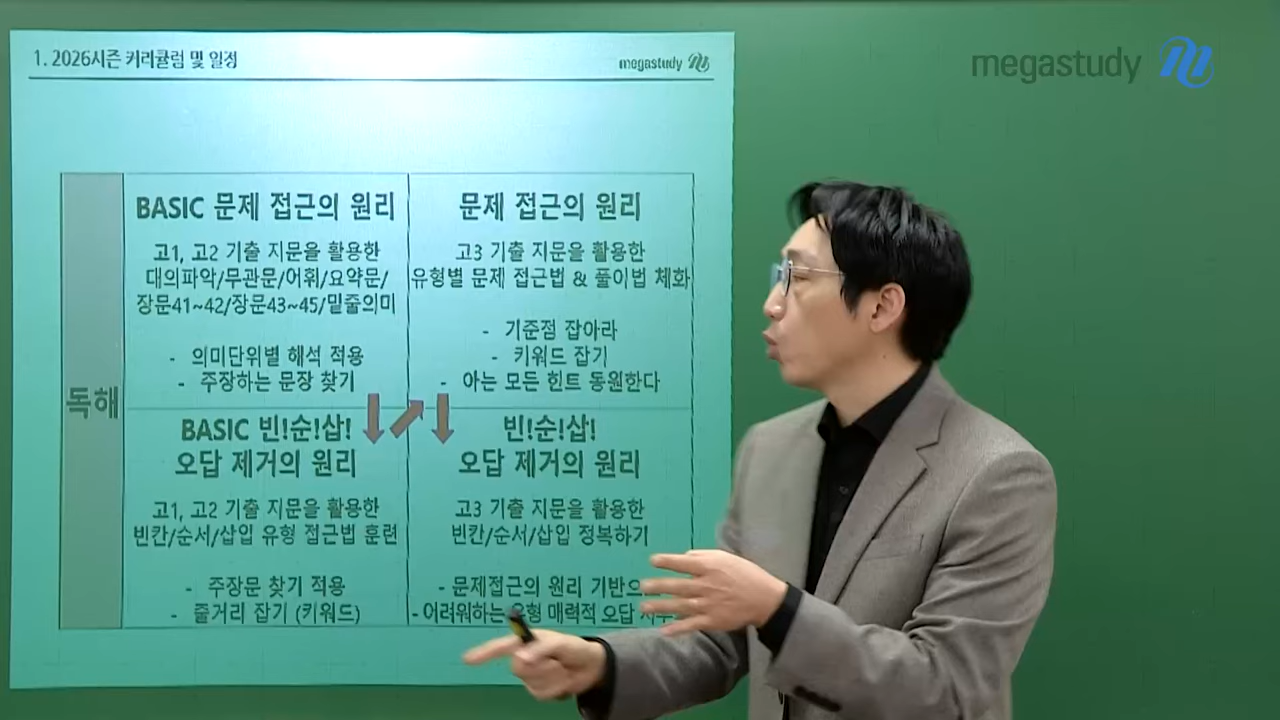 1. 2026시즌 커리큘럼 및 일정
megastudy
megastudy
독해
BASIC 문제 접근의 원리
고1, 고2 기출 지문을 활용한
대의파악/무관문/어휘/요약문/
장문41~42/장문43~45/밑줄의미
- 의미단위별 해석 적용
- 주장하는 문장 찾기
문제 접근의 원리
고3 기출 지문을 활용한
유형별 문제 접근법 & 풀이법 체화
- 기준점 잡아라
- 키워드 잡기
- 아는 모든 힌트 동원한다
BASIC 빈!순!삽!
오답 제거의 원리
고1, 고2 기출 지문을 활용한
빈칸/순서/삽입 유형 접근법 훈련
- 주장문 찾기 적용
- 줄거리 잡기 (키워드)
빈!순!삽!
오답 제거의 원리
고3 기출 지문을 활용한
빈칸/순서/삽입 정복하기
- 문제접근의 원리
- 어려워하는 유형 매력적 오답